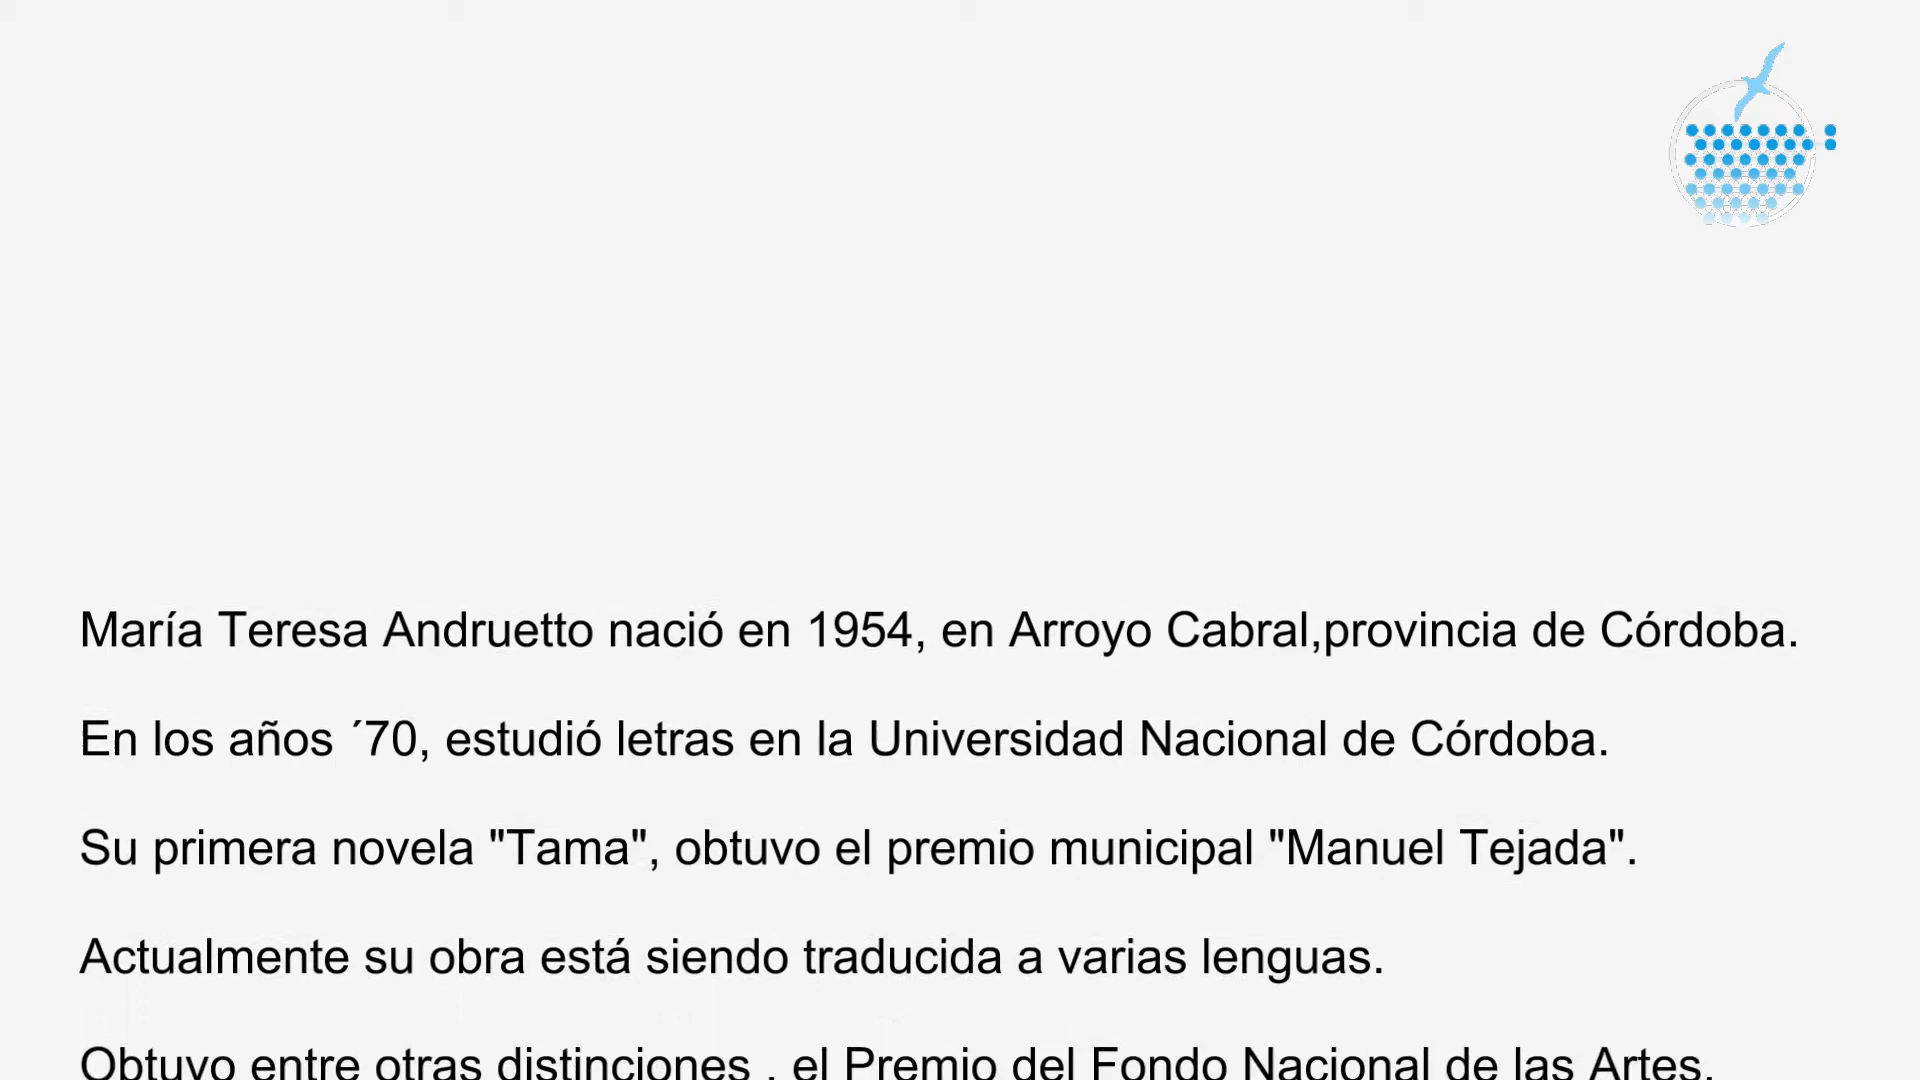 María Teresa Andruetto nació en 1954, en Arroyo Cabral,provincia de Córdoba.
En los años ´70, estudió letras en la Universidad Nacional de Córdoba.
Su primera novela "Tama", obtuvo el premio municipal "Manuel Tejada".
Actualmente su obra está siendo traducida a varias lenguas.
Obtuvo entre otras distinciones , el Premio del Fondo Nacional de las Artes.